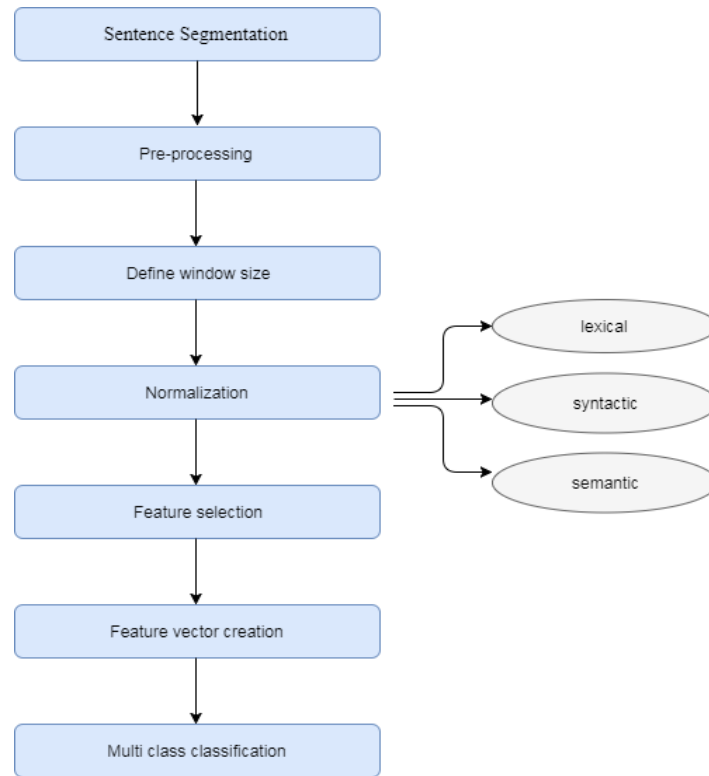 Sentence Segmentation
Pre-processing
Define window size
Normalization
lexical
syntactic
semantic
Feature selection
Feature vector creation
Multi class classification